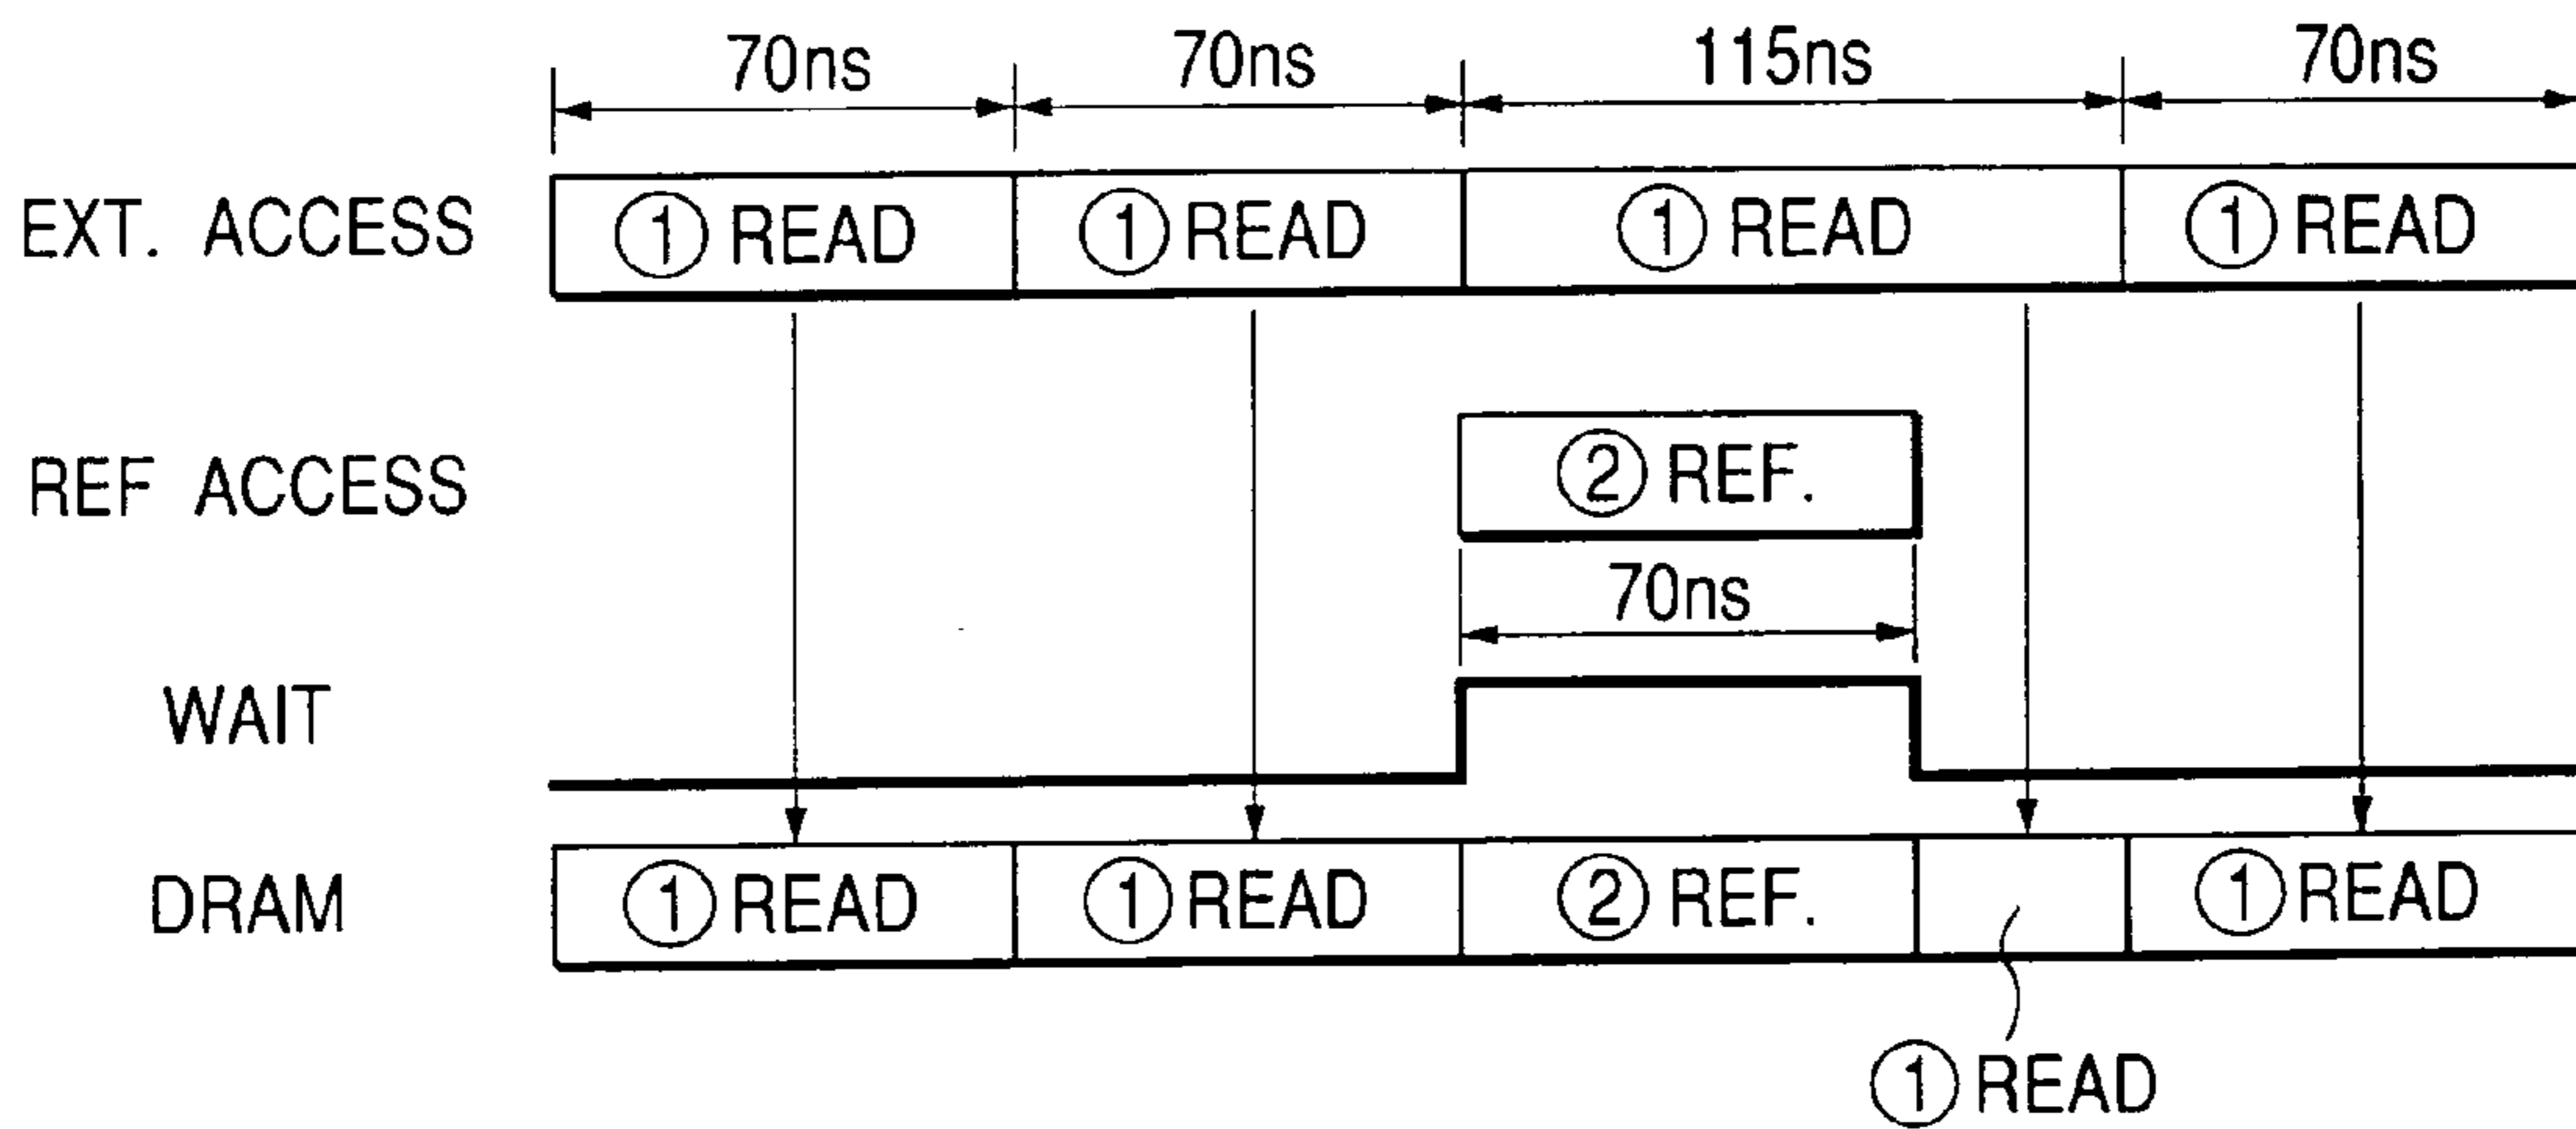 70ns 70ns 115ns 70ns
EXT. ACCESS ① READ ① READ ① READ ① READ
REF ACCESS ② REF.
70ns
WAIT
DRAM ① READ ① READ ② REF. ① READ
① READ